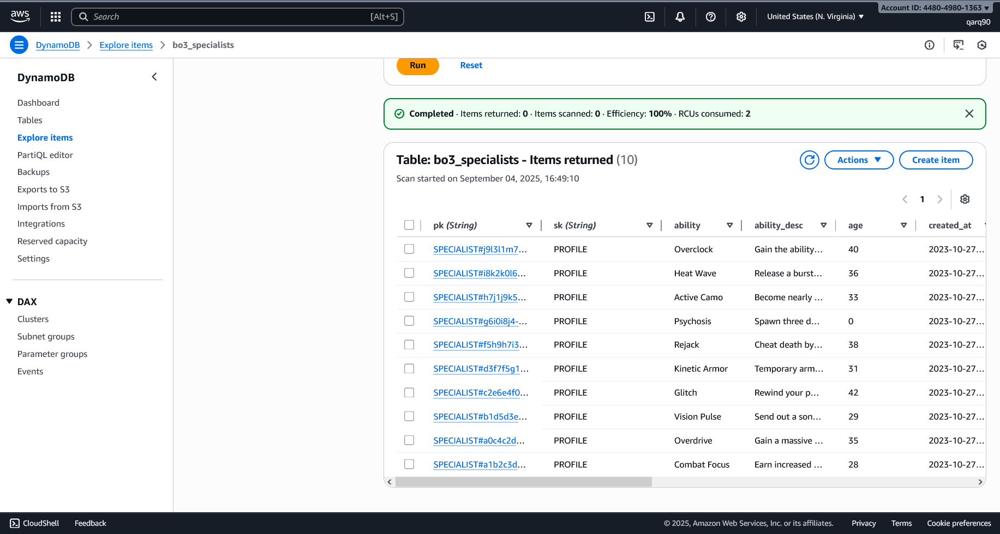 aws
Search [Alt+S]
United States (N. Virginia)
Account ID: 4480-4980-1363
qarq90
DynamoDB
Explore items
bo3_specialists
DynamoDB
Dashboard
Tables
Explore items
PartiQL editor
Backups
Exports to S3
Imports from S3
Integrations
Reserved capacity
Settings
DAX
Clusters
Subnet groups
Parameter groups
Events
Run Reset
Completed · Items returned: 0 · Items scanned: 0 · Efficiency: 100% · RCUs consumed: 2
Table: bo3_specialists - Items returned (10)
Actions Create item
Scan started on September 04, 2025, 16:49:10
1
pk (String) sk (String) ability ability_desc age created_at
SPECIALIST#j9l3l1m7... PROFILE Overclock Gain the ability... 40 2023-10-27...
SPECIALIST#i8k2k0l6... PROFILE Heat Wave Release a burst... 36 2023-10-27...
SPECIALIST#h7j1j9k5... PROFILE Active Camo Become nearly ... 33 2023-10-27...
SPECIALIST#g6i0i8j4-... PROFILE Psychosis Spawn three d... 0 2023-10-27...
SPECIALIST#f5h9h7i3... PROFILE Rejack Cheat death by... 38 2023-10-27...
SPECIALIST#d3f7f5g1... PROFILE Kinetic Armor Temporary arm... 31 2023-10-27...
SPECIALIST#c2e6e4f0... PROFILE Glitch Rewind your p... 42 2023-10-27...
SPECIALIST#b1d5d3e... PROFILE Vision Pulse Send out a son... 29 2023-10-27...
SPECIALIST#a0c4c2d... PROFILE Overdrive Gain a massive ... 35 2023-10-27...
SPECIALIST#a1b2c3d... PROFILE Combat Focus Earn increased ... 28 2023-10-27...
CloudShell Feedback
© 2025, Amazon Web Services, Inc. or its affiliates. Privacy Terms Cookie preferences